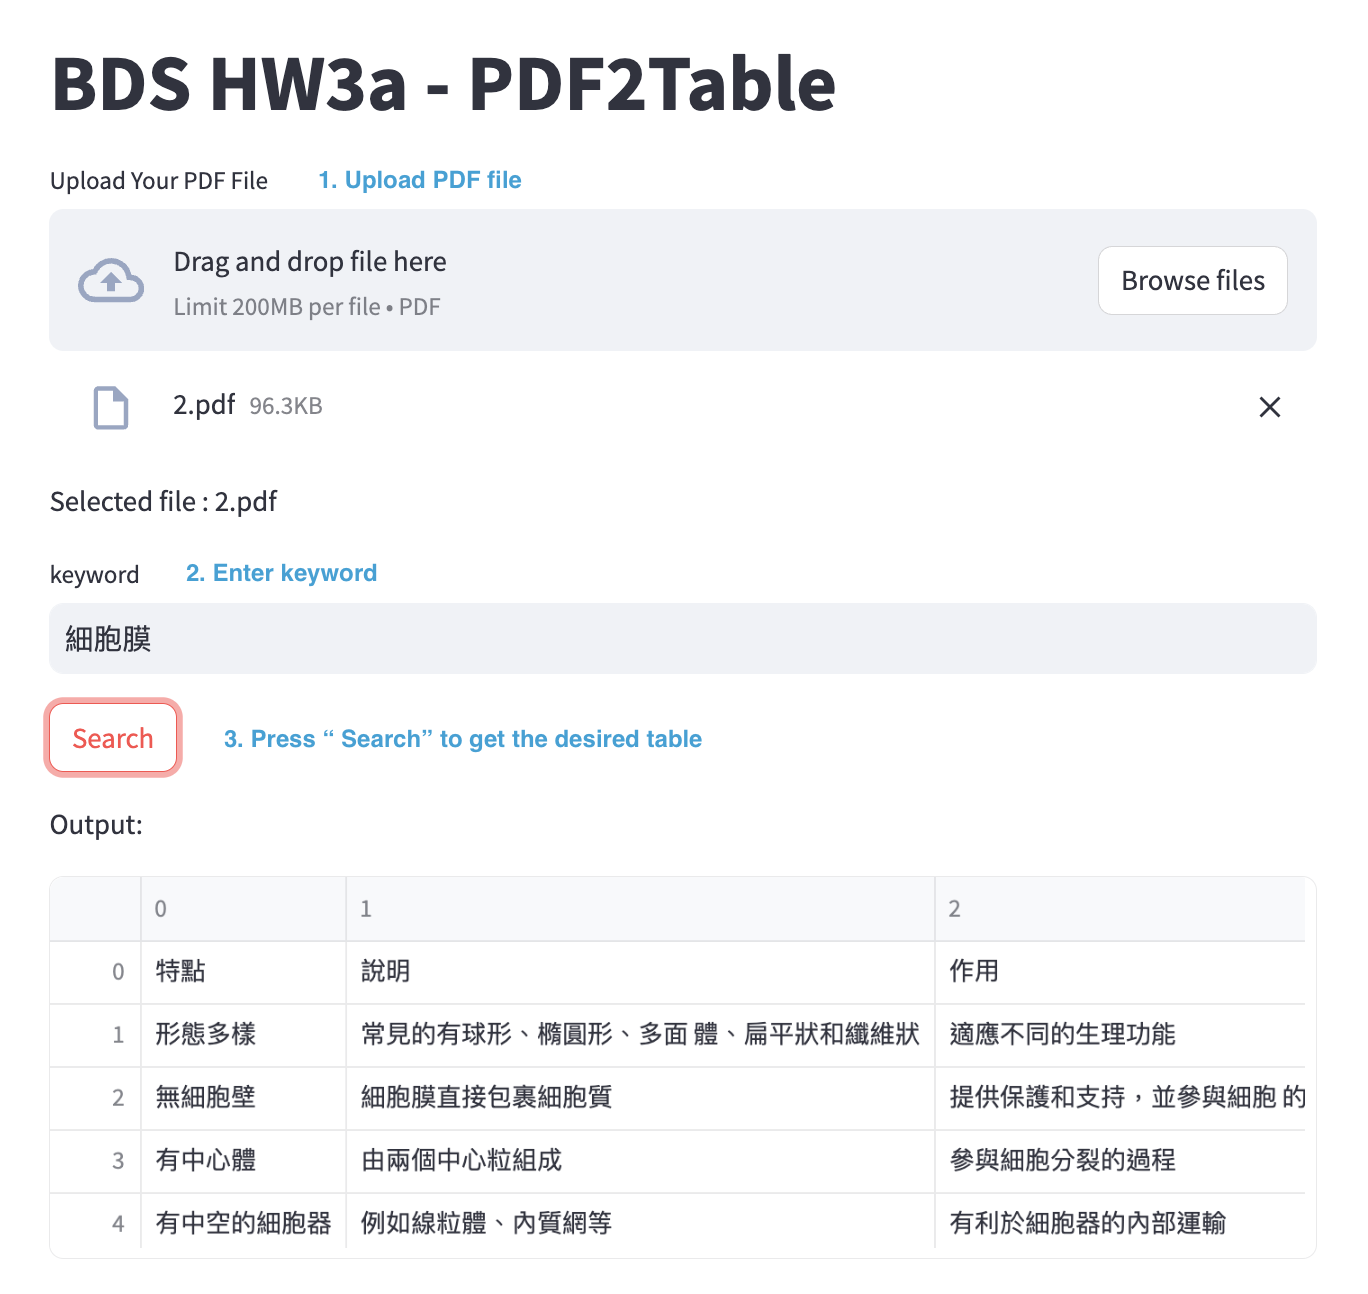 BDS HW3a - PDF2Table
Upload Your PDF File 1. Upload PDF file
Drag and drop file here
Limit 200MB per file • PDF
Browse files
2.pdf 96.3KB
Selected file : 2.pdf
keyword 2. Enter keyword
細胞膜
Search 3. Press “ Search” to get the desired table
Output:
0 1 2
0 特點 說明 作用
1 形態多樣 常見的有球形、橢圓形、多面 體、扁平狀和纖維狀 適應不同的生理功能
2 無細胞壁 細胞膜直接包裹細胞質 提供保護和支持，並參與細胞 的
3 有中心體 由兩個中心粒組成 參與細胞分裂的過程
4 有中空的細胞器 例如線粒體、內質網等 有利於細胞器的內部運輸